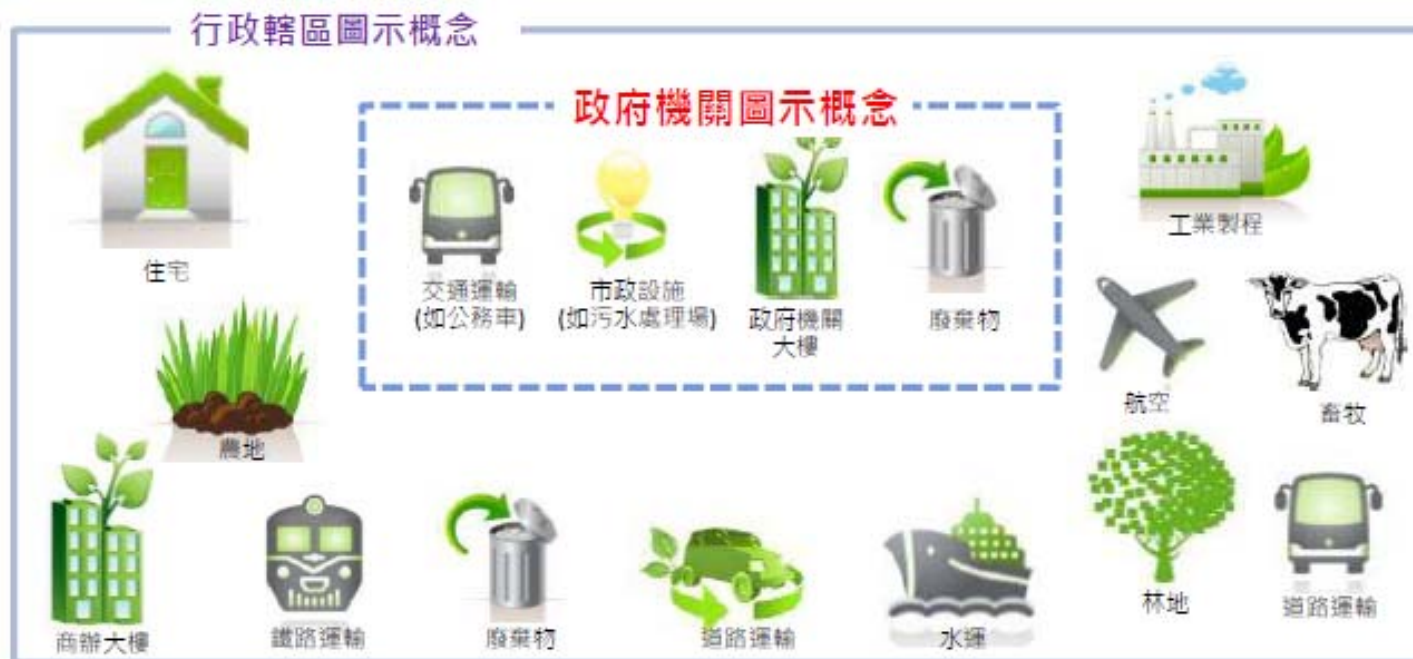 行政轄區圖示概念
政府機關圖示概念
住宅
交通運輸
(如公務車)
市政設施
(如污水處理場)
政府機關
大樓
廢棄物
工業製程
農地
航空
畜牧
商辦大樓
鐵路運輸
廢棄物
道路運輸
水運
林地
道路運輸